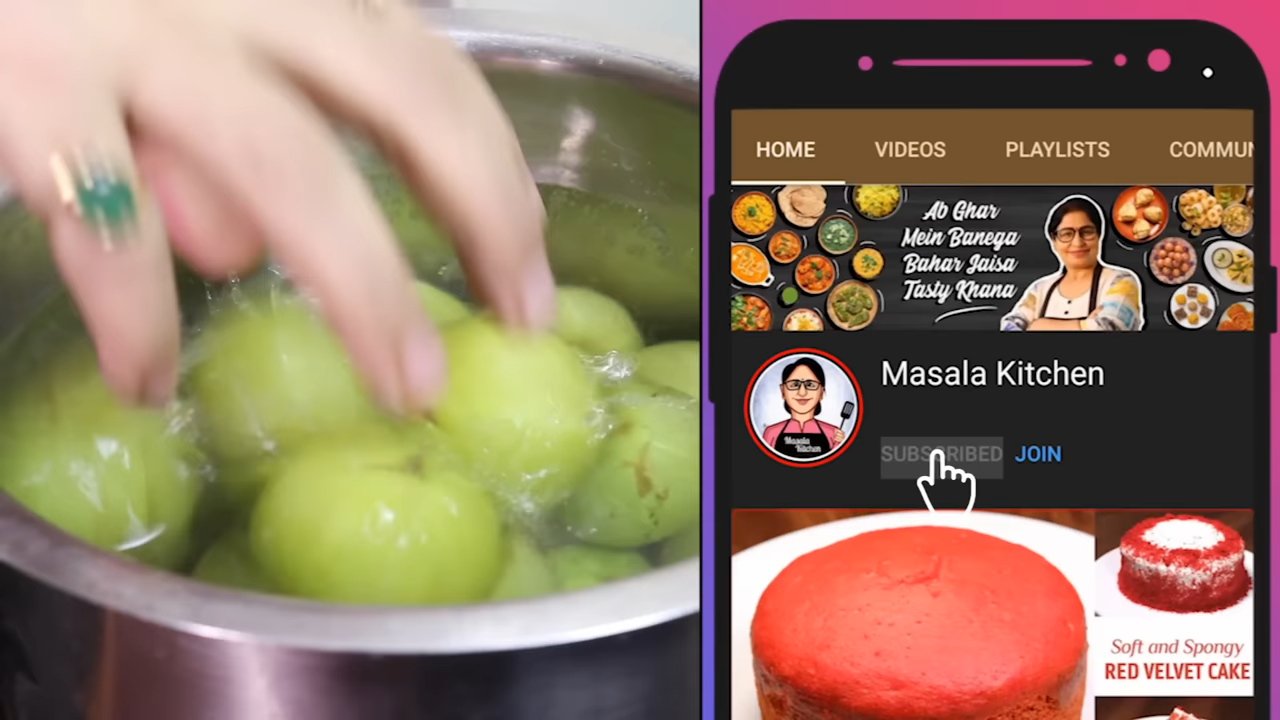 HOME VIDEOS PLAYLISTS COMMUN
Ab Ghar
Mein Banega
Bahar Jaisa
Tasty Khana
Masala Kitchen
Masala
Kitchen
SUBSCRIBED JOIN
Soft and Spongy
RED VELVET CAKE